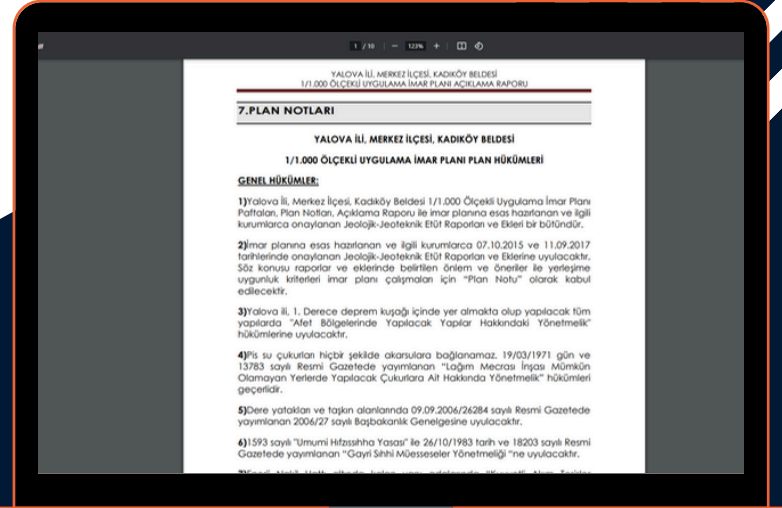 1 / 10 | − 123% +
YALOVA İLİ, MERKEZ İLÇESİ, KADIKÖY BELDESİ
1/1.000 ÖLÇEKLİ UYGULAMA İMAR PLANI AÇIKLAMA RAPORU
7.PLAN NOTLARI
YALOVA İLİ, MERKEZ İLÇESİ, KADIKÖY BELDESİ
1/1.000 ÖLÇEKLİ UYGULAMA İMAR PLANI PLAN HÜKÜMLERİ
GENEL HÜKÜMLER:
1)Yalova İli, Merkez İlçesi, Kadıköy Beldesi 1/1.000 Ölçekli Uygulama İmar Planı
Paftaları, Plan Notları, Açıklama Raporu ile imar planına esas hazırlanan ve ilgili
kurumlarca onaylanan Jeolojik-Jeoteknik Etüt Raporları ve Ekleri bir bütündür.
2)İmar planına esas hazırlanan ve ilgili kurumlarca 07.10.2015 ve 11.09.2017
tarihlerinde onaylanan Jeolojik-Jeoteknik Etüt Raporları ve Eklerine uyulacaktır.
Söz konusu raporlar ve eklerinde belirtilen önlem ve öneriler ile yerleşime
uygunluk kriterleri imar planı çalışmaları için "Plan Notu" olarak kabul
edilecektir.
3)Yalova ili, 1. Derece deprem kuşağı içinde yer almakta olup yapılacak tüm
yapılarda "Afet Bölgelerinde Yapılacak Yapılar Hakkındaki Yönetmelik"
hükümlerine uyulacaktır.
4)Pis su çukurları hiçbir şekilde akarsulara bağlanamaz. 19/03/1971 gün ve
13783 sayılı Resmi Gazetede yayımlanan "Lağım Mecrası İnşası Mümkün
Olamayan Yerlerde Yapılacak Çukurlara Ait Hakkında Yönetmelik" hükümleri
geçerlidir.
5)Dere yatakları ve taşkın alanlarında 09.09.2006/26284 sayılı Resmi Gazetede
yayımlanan 2006/27 sayılı Başbakanlık Genelgesine uyulacaktır.
6)1593 sayılı "Umumi Hıfzıssıhha Yasası" ile 26/10/1983 tarih ve 18203 sayılı Resmi
Gazetede yayımlanan "Gayri Sıhhi Müesseseler Yönetmeliği "ne uyulacaktır.